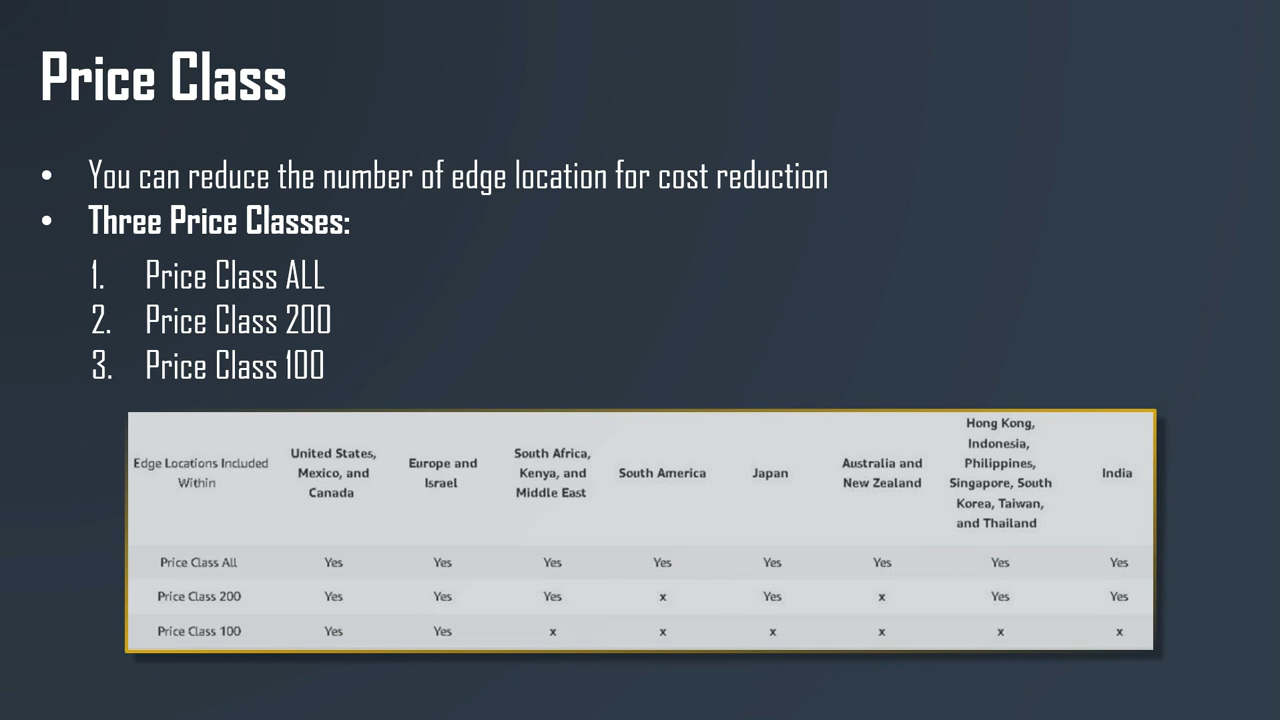 Price Class
• You can reduce the number of edge location for cost reduction
• Three Price Classes:
1. Price Class ALL
2. Price Class 200
3. Price Class 100
Edge Locations Included Within | United States, Mexico, and Canada | Europe and Israel | South Africa, Kenya, and Middle East | South America | Japan | Australia and New Zealand | Hong Kong, Indonesia, Philippines, Singapore, South Korea, Taiwan, and Thailand | India
Price Class All | Yes | Yes | Yes | Yes | Yes | Yes | Yes | Yes
Price Class 200 | Yes | Yes | Yes | x | Yes | x | Yes | Yes
Price Class 100 | Yes | Yes | x | x | x | x | x | x